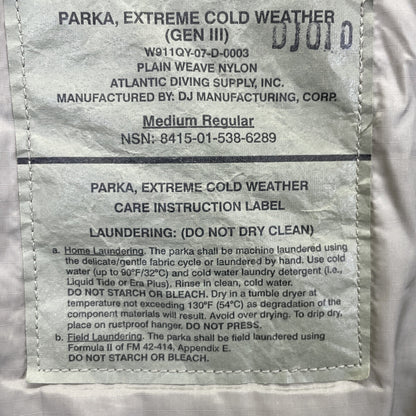 PARKA, EXTREME COLD WEATHER
(GEN III)
DJ010
W911QY-07-D-0003
PLAIN WEAVE NYLON
ATLANTIC DIVING SUPPLY, INC.
MANUFACTURED BY: DJ MANUFACTURING, CORP.
Medium Regular
NSN: 8415-01-538-6289
PARKA, EXTREME COLD WEATHER
CARE INSTRUCTION LABEL
LAUNDERING: (DO NOT DRY CLEAN)
a. Home Laundering. The parka shall be machine laundered using
the delicate/gentle fabric cycle or laundered by hand. Use cold
water (up to 90°F/32°C) and cold water laundry detergent (i.e.,
Liquid Tide or Era Plus). Rinse in clean, cold water.
DO NOT STARCH OR BLEACH. Dry in a tumble dryer at
temperature not exceeding 130°F (54°C) as degradation of the
component materials will result. Avoid over drying. To drip dry,
place on rustproof hanger. DO NOT PRESS.
b. Field Laundering. The parka shall be field laundered using
Formula II of FM 42-414, Appendix E.
DO NOT STARCH OR BLEACH.